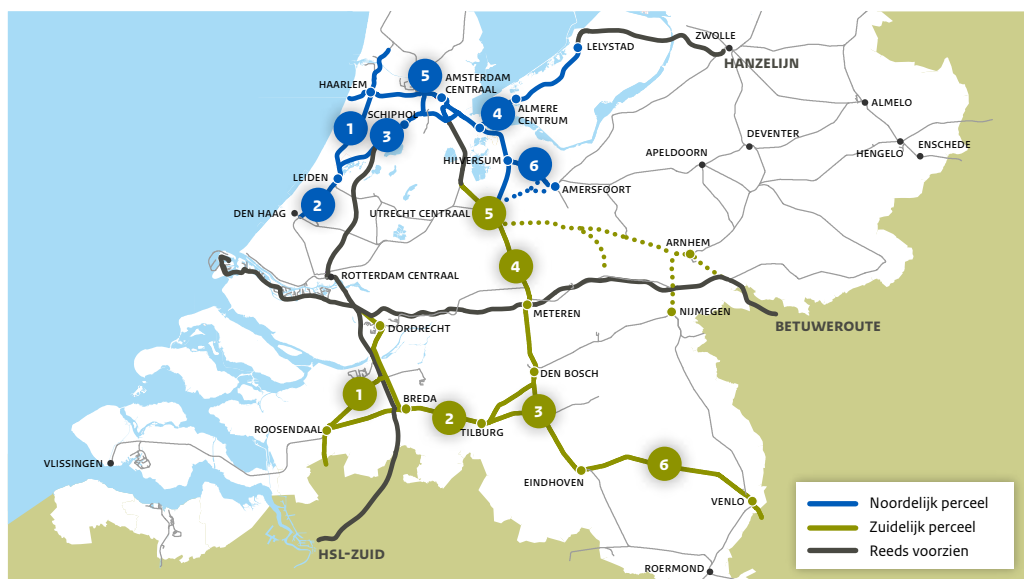 ZWOLLE
LELYSTAD
HANZELIJN
5
AMSTERDAM
CENTRAAL
HAARLEM
ALMELO
4
ALMERE
CENTRUM
SCHIPHOL
1
3
DEVENTER
ENSCHEDE
HENGELO
APELDOORN
HILVERSUM
6
LEIDEN
AMERSFOORT
2
DEN HAAG
UTRECHT CENTRAAL
5
ARNHEM
4
ROTTERDAM CENTRAAL
METEREN
NIJMEGEN
BETUWEROUTE
DORDRECHT
DEN BOSCH
1
BREDA
2
3
ROOSENDAAL
TILBURG
VLISSINGEN
6
EINDHOVEN
VENLO
HSL-ZUID
ROERMOND
Noordelijk perceel
Zuidelijk perceel
Reeds voorzien